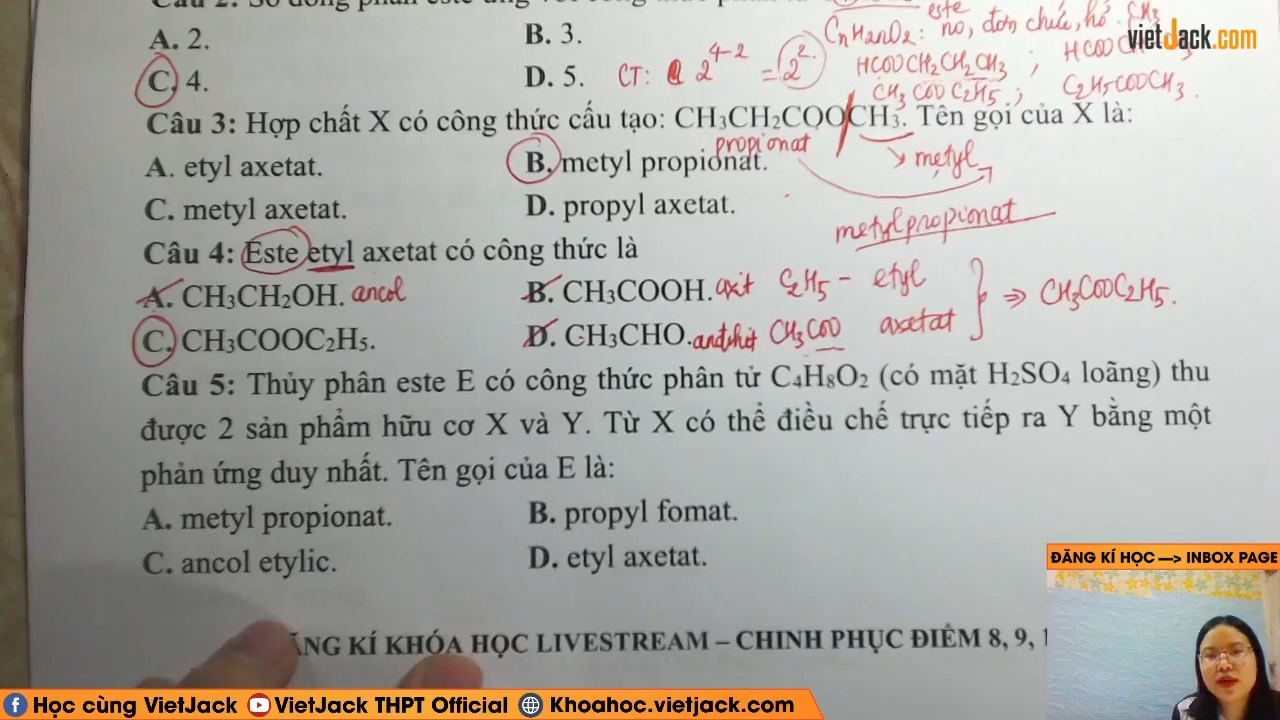 este
CnH2nO2: no, đơn chức, hở
vietJack.com
A. 2.
B. 3.
HCOOCH2CH2CH3 ;
C. 4.
D. 5. CT: 2^4-2 = 2^2
CH3COOC2H5 ; C2H5COOCH3.
Câu 3: Hợp chất X có công thức cấu tạo: CH3CH2COOCH3. Tên gọi của X là:
propionat
metyl
A. etyl axetat.
B. metyl propionat.
C. metyl axetat.
D. propyl axetat.
metylpropionat
Câu 4: Este etyl axetat có công thức là
A. CH3CH2OH. ancol
B. CH3COOH. axit C2H5 - etyl
⇒ CH3COOC2H5.
C. CH3COOC2H5.
D. CH3CHO. anđehit CH3COO axetat
Câu 5: Thủy phân este E có công thức phân tử C4H8O2 (có mặt H2SO4 loãng) thu
được 2 sản phẩm hữu cơ X và Y. Từ X có thể điều chế trực tiếp ra Y bằng một
phản ứng duy nhất. Tên gọi của E là:
A. metyl propionat.
B. propyl fomat.
C. ancol etylic.
D. etyl axetat.
ĐĂNG KÍ HỌC —> INBOX PAGE
ĂNG KÍ KHÓA HỌC LIVESTREAM – CHINH PHỤC ĐIỂM 8, 9, 1
Học cùng VietJack VietJack THPT Official Khoahoc.vietjack.com